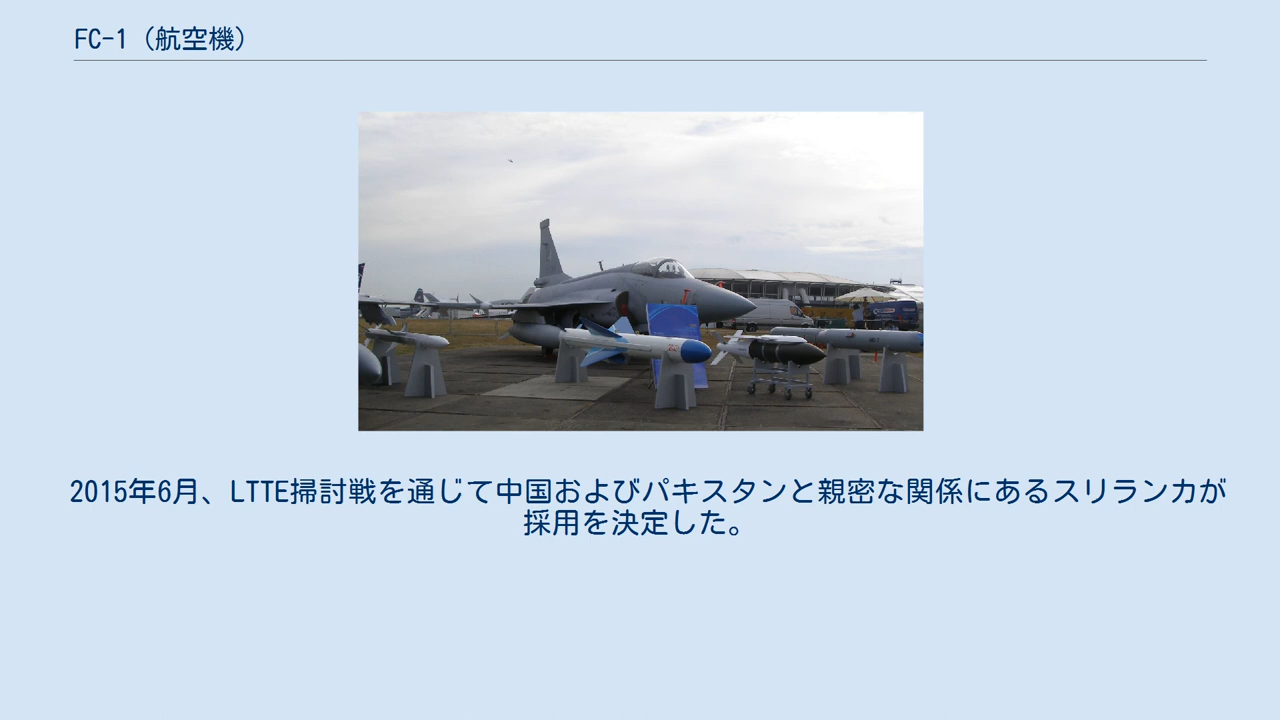 FC-1（航空機）
2015年6月、LTTE掃討戦を通じて中国およびパキスタンと親密な関係にあるスリランカが
採用を決定した。